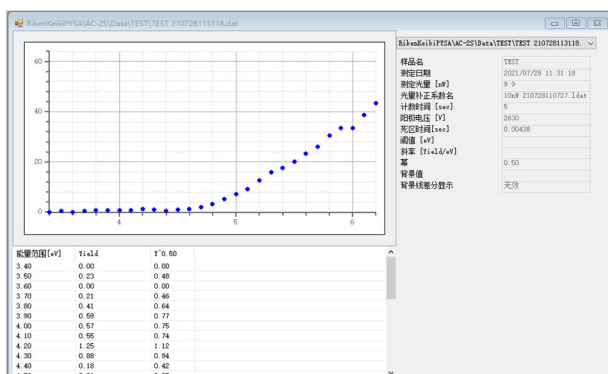 RikenKeikiPYSA\AC-2S\Data\TEST\TEST 210728113118.dat
RikenKeikiPYSA\AC-2S\Data\TEST\TEST 210728113118.
样品名 TEST
测定日期 2021/07/28 11:31:18
测定光量 [nW] 9.9
光量补正系数名 10nW 210728110727.ldat
计数时间 [sec] 5
阳极电压 [V] 2630
死区时间[sec] 0.00438
阈值 [eV]
斜率 [Yield/eV]
幂 0.50
背景值
背景线差分显示 无效
60
40
20
0
4 5 6
能量范围[eV] Yield Y^0.50
3.40 0.00 0.00
3.50 0.23 0.48
3.60 0.00 0.00
3.70 0.21 0.46
3.80 0.41 0.64
3.90 0.59 0.77
4.00 0.57 0.75
4.10 0.55 0.74
4.20 1.25 1.12
4.30 0.88 0.94
4.40 0.18 0.42